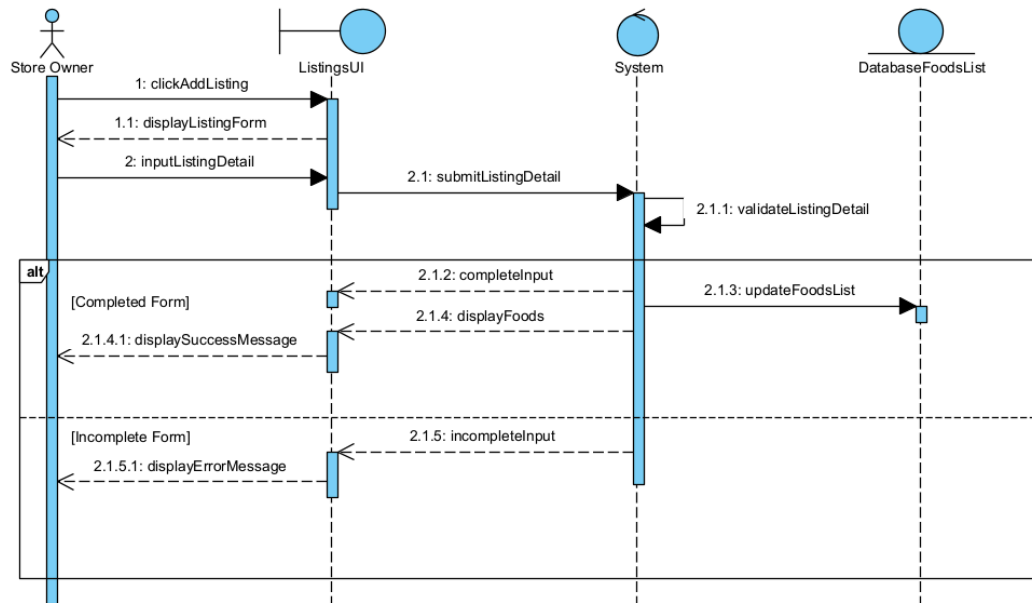 Store Owner
ListingsUI
System
DatabaseFoodsList
1: clickAddListing
1.1: displayListingForm
2: inputListingDetail
2.1: submitListingDetail
2.1.1: validateListingDetail
alt
2.1.2: completeInput
[Completed Form]
2.1.3: updateFoodsList
2.1.4: displayFoods
2.1.4.1: displaySuccessMessage
[Incomplete Form]
2.1.5: incompleteInput
2.1.5.1: displayErrorMessage